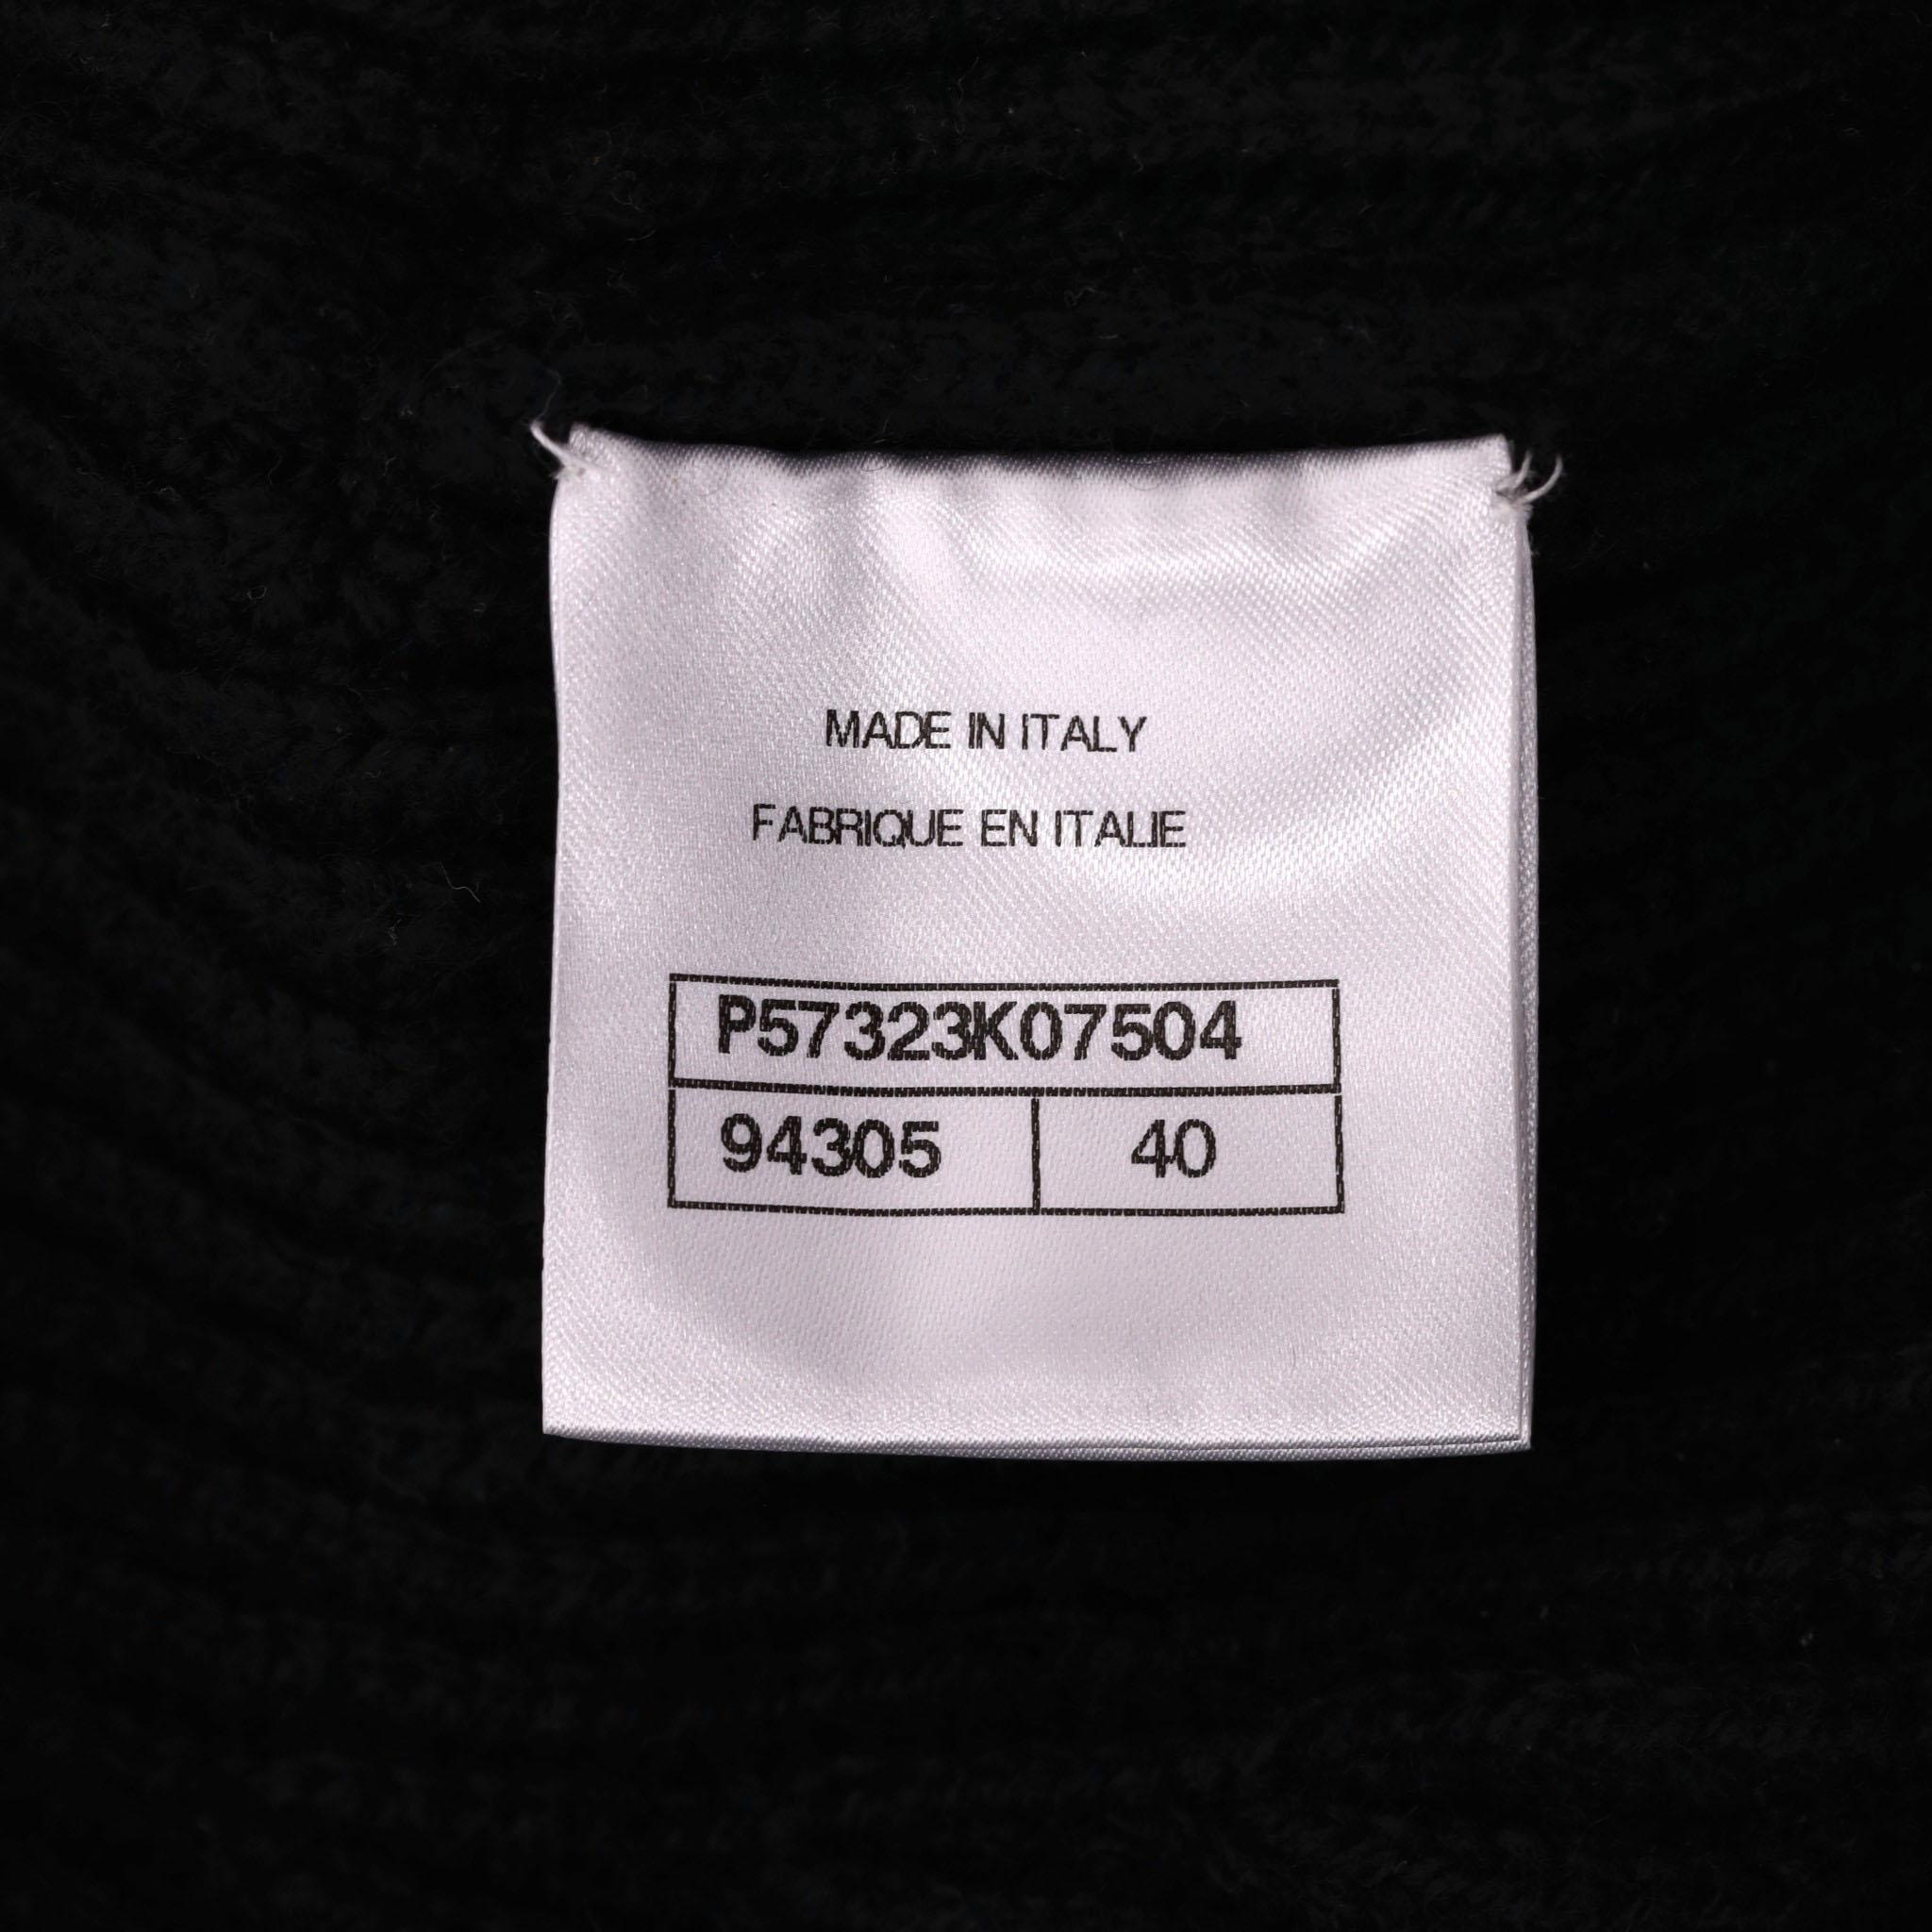 MADE IN ITALY
FABRIQUE EN ITALIE
P57323K07504
94305 40